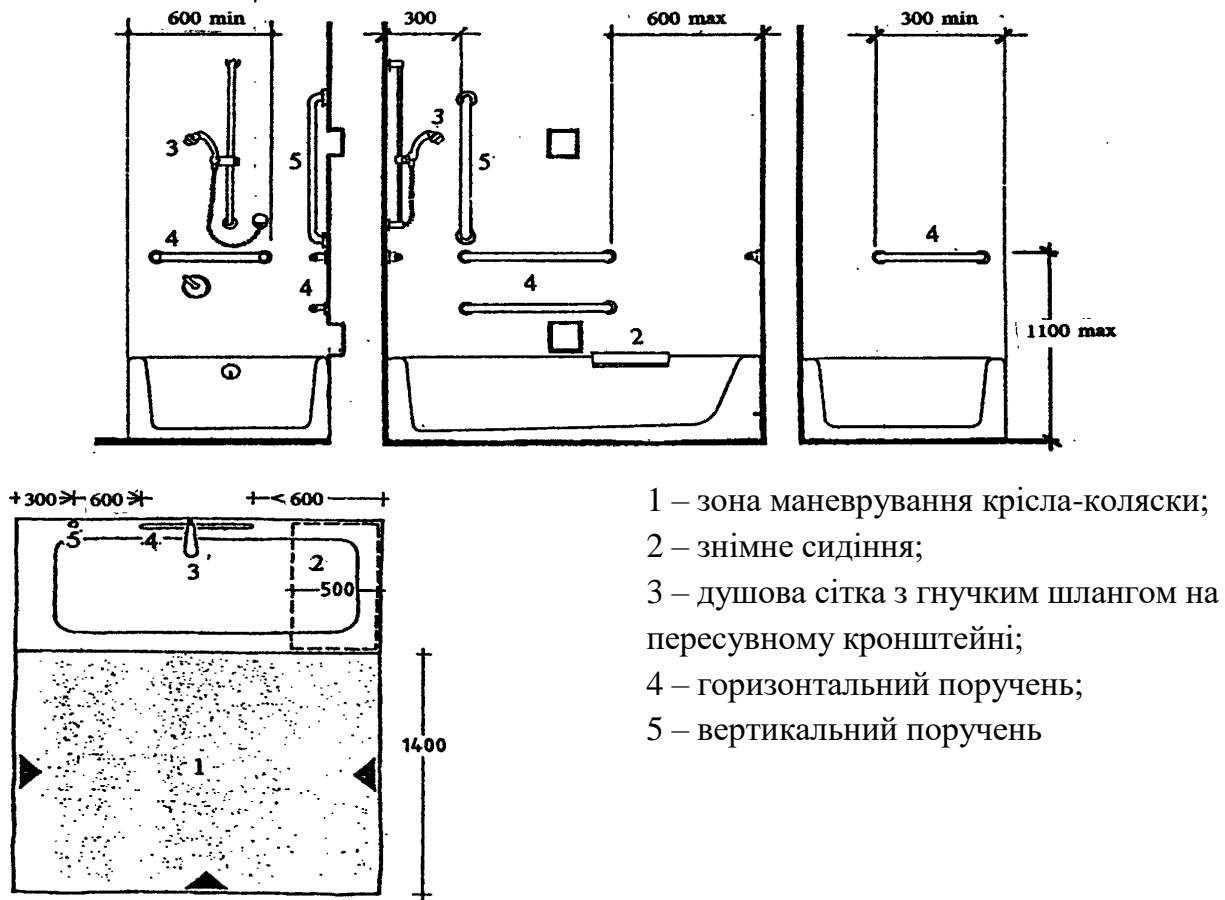 600 min 300 600 max 300 min
3 3
5 5
4 4
4 4
2
1100 max
300 600 < 600
5 4 2
3
500
1400
1
1 – зона маневрування крісла-коляски;
2 – знімне сидіння;
3 – душова сітка з гнучким шлангом на
пересувному кронштейні;
4 – горизонтальний поручень;
5 – вертикальний поручень